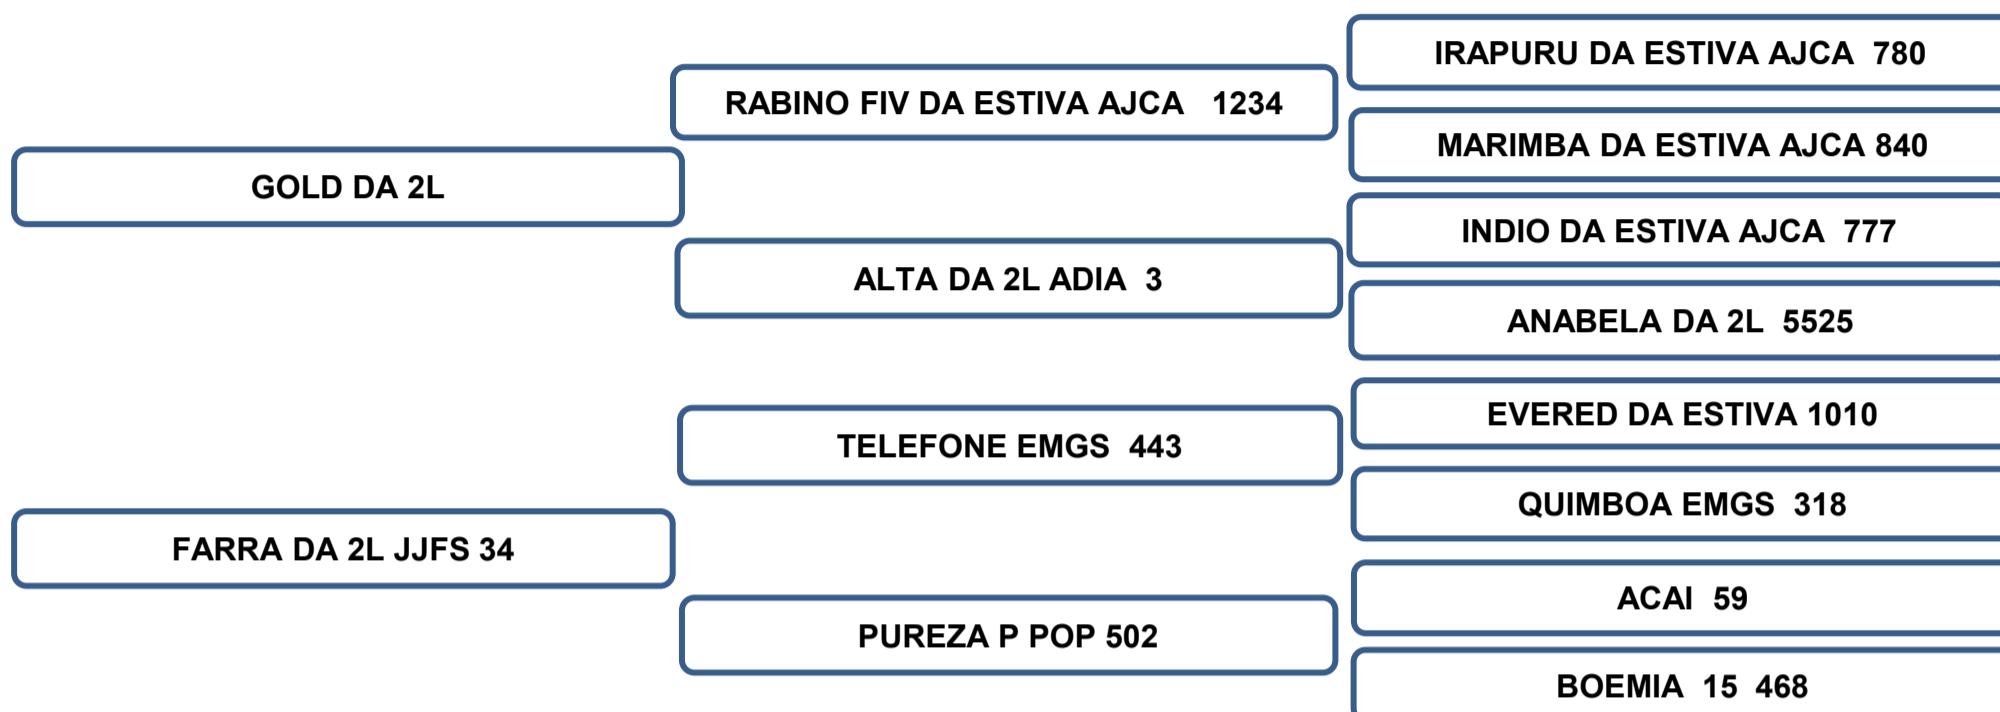 GOLD DA 2L
FARRA DA 2L JJFS 34
RABINO FIV DA ESTIVA AJCA 1234
ALTA DA 2L ADIA 3
TELEFONE EMGS 443
PUREZA P POP 502
IRAPURU DA ESTIVA AJCA 780
MARIMBA DA ESTIVA AJCA 840
INDIO DA ESTIVA AJCA 777
ANABELA DA 2L 5525
EVERED DA ESTIVA 1010
QUIMBOA EMGS 318
ACAI 59
BOEMIA 15 468